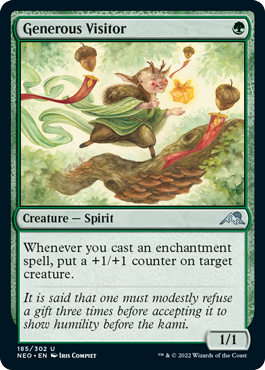 Generous Visitor
Creature — Spirit
Whenever you cast an enchantment
spell, put a +1/+1 counter on target
creature.
It is said that one must modestly refuse
a gift three times before accepting it to
show humility before the kami.
1/1
185/302 U
NEO • EN Iris Compiet
™ & © 2022 Wizards of the Coast